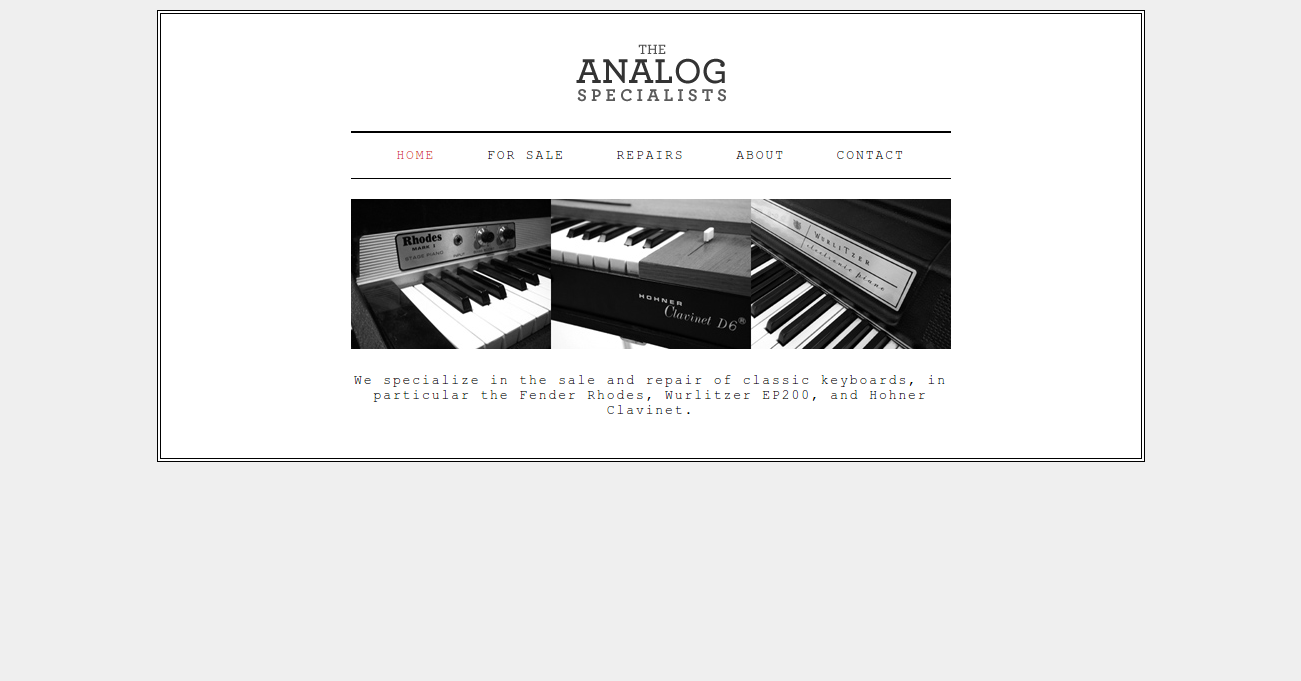 THE
ANALOG
SPECIALISTS
HOME FOR SALE REPAIRS ABOUT CONTACT
Rhodes
MARK I
STAGE PIANO
HOHNER
Clavinet D6®
WURLITZER
electronic piano
We specialize in the sale and repair of classic keyboards, in
particular the Fender Rhodes, Wurlitzer EP200, and Hohner
Clavinet.